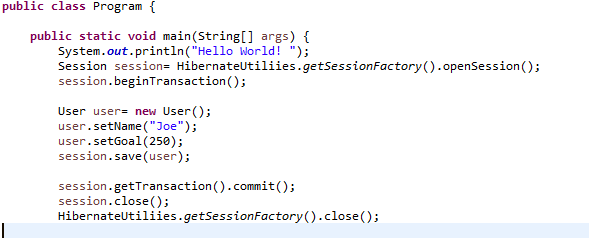 public class Program {
public static void main(String[] args) {
System.out.println("Hello World! ");
Session session= HibernateUtiliies.getSessionFactory().openSession();
session.beginTransaction();
User user= new User();
user.setName("Joe");
user.setGoal(250);
session.save(user);
session.getTransaction().commit();
session.close();
HibernateUtiliies.getSessionFactory().close();